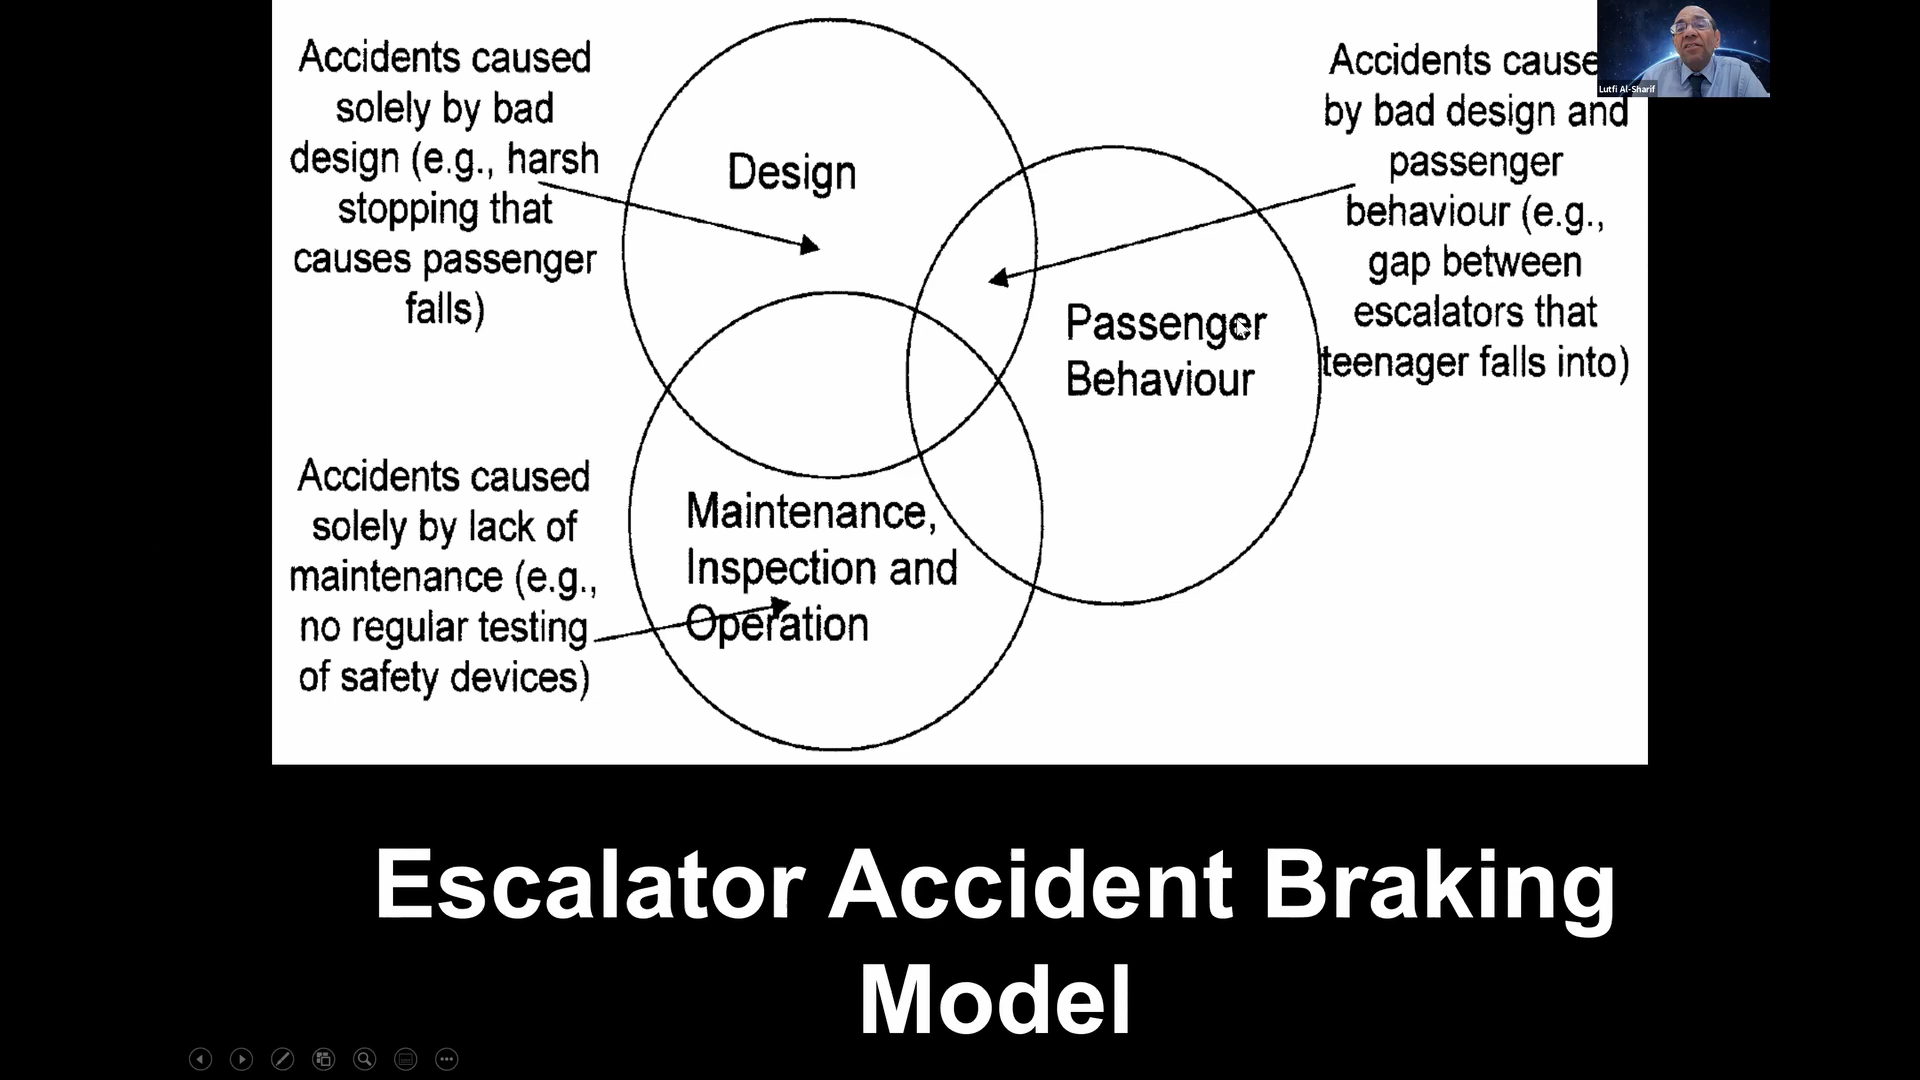 Accidents caused
solely by bad
design (e.g., harsh
stopping that
causes passenger
falls)
Design
Accidents cause
by bad design and
passenger
behaviour (e.g.,
gap between
escalators that
teenager falls into)
Lutfi Al-Sharif
Passenger
Behaviour
Accidents caused
solely by lack of
maintenance (e.g.,
no regular testing
of safety devices)
Maintenance,
Inspection and
Operation
Escalator Accident Braking
Model